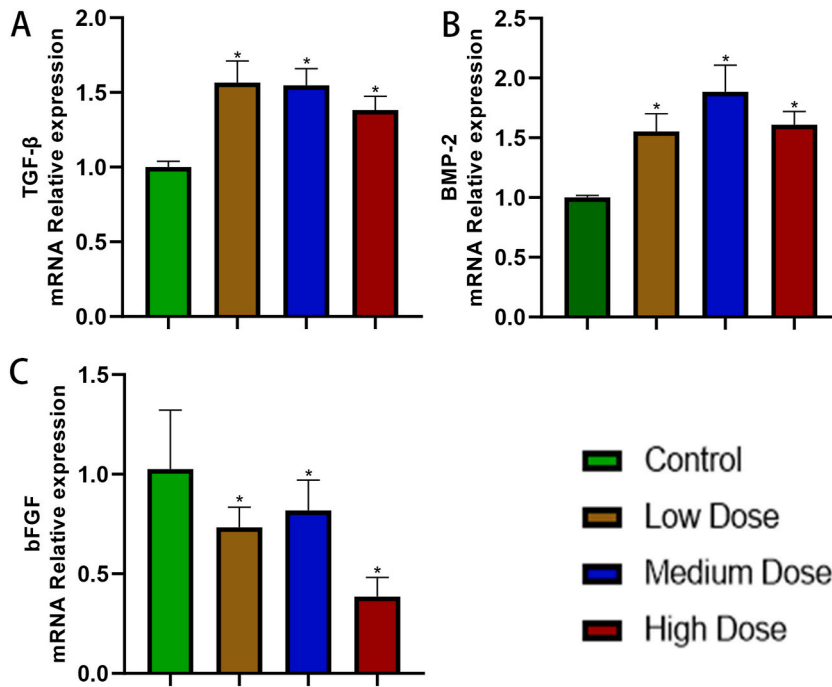 A
TGF-β
mRNA Relative expression
2.0
1.5
1.0
0.5
0.0
*
*
*
B
BMP-2
mRNA Relative expression
2.5
2.0
1.5
1.0
0.5
0.0
*
*
*
C
bFGF
mRNA Relative expression
1.5
1.0
0.5
0.0
*
*
*
Control
Low Dose
Medium Dose
High Dose